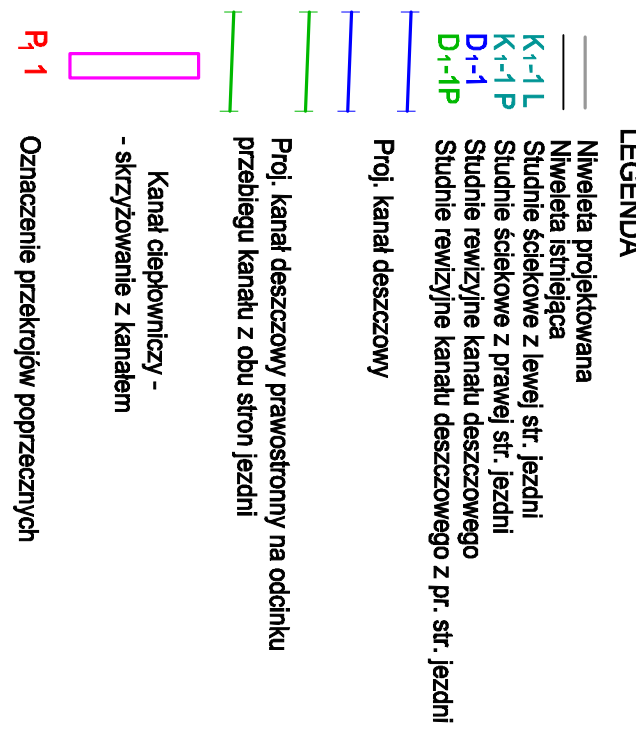 LEGENDA
Niweleta projektowana
Niweleta istniejąca
K₁-1 L Studnie ściekowe z lewej str. jezdni
K₁-1 P Studnie ściekowe z prawej str. jezdni
D₁-1 Studnie rewizyjne kanału deszczowego
D₁-1P Studnie rewizyjne kanału deszczowego z pr. str. jezdni
Proj. kanał deszczowy
Proj. kanał deszczowy prawostronny na odcinku
przebiegu kanału z obu stron jezdni
Kanał ciepłowniczy -
- skrzyżowanie z kanałem
P₁ 1 Oznaczenie przekrojów poprzecznych